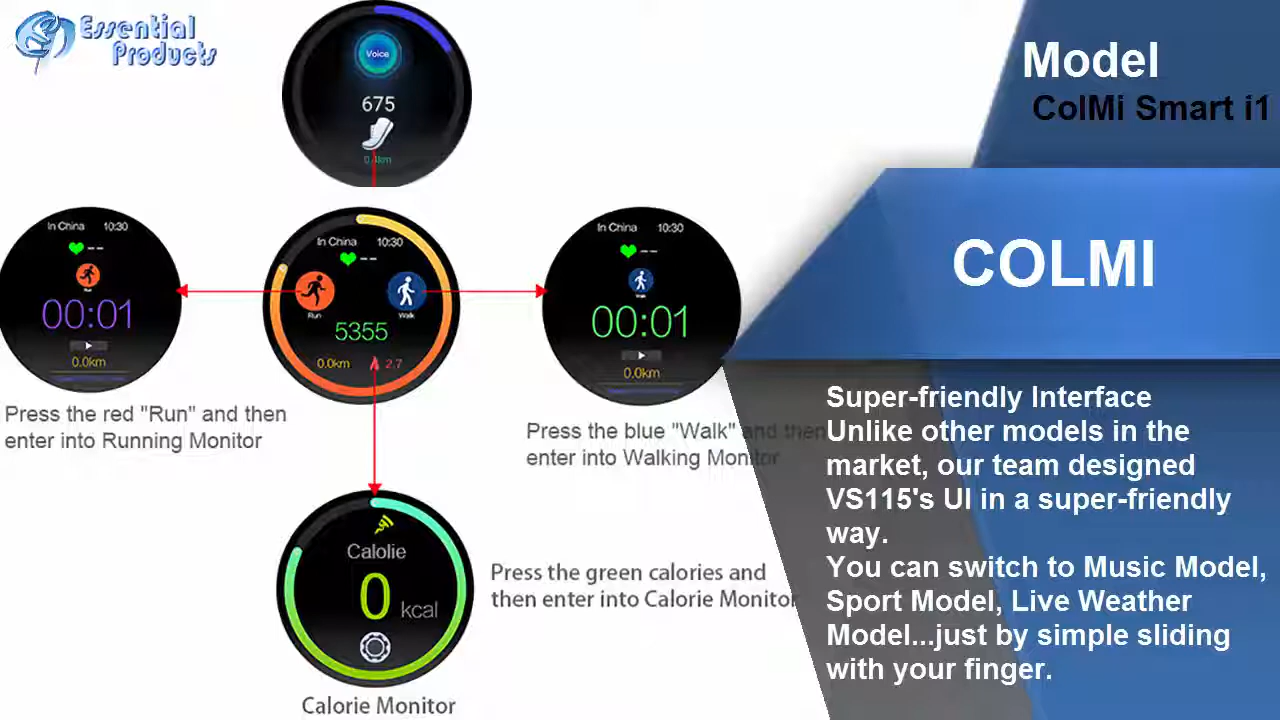 Essential
Products
Voice
675
0.4km
Model
ColMi Smart i1
In China 10:30
--
Run
00:01
0.0km
In China 10:30
--
Run Walk
5355
0.0km 2.7
In China 10:30
--
Walk
00:01
0.0km
COLMI
Press the red "Run" and then
enter into Running Monitor
Press the blue "Walk" and then
enter into Walking Monitor
Calolie
0 kcal
Press the green calories and
then enter into Calorie Monitor
Calorie Monitor
Super-friendly Interface
Unlike other models in the
market, our team designed
VS115's UI in a super-friendly
way.
You can switch to Music Model,
Sport Model, Live Weather
Model...just by simple sliding
with your finger.